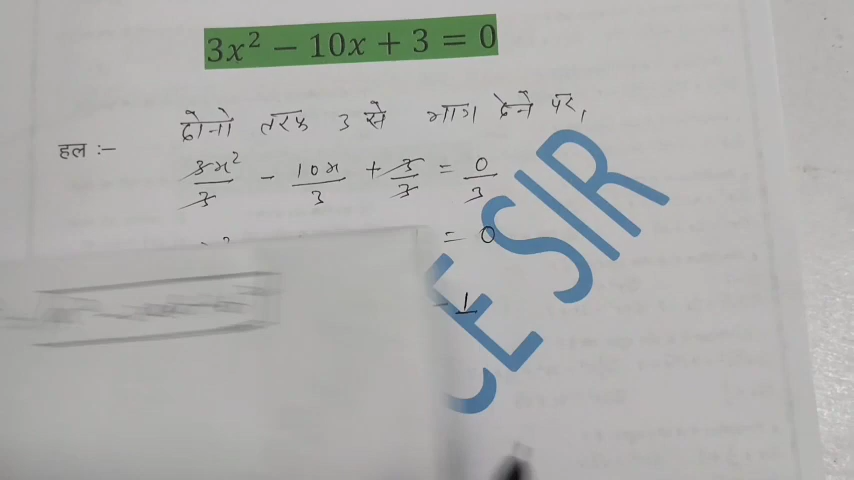 3x² − 10x + 3 = 0
दोनो तरफ 3 से भाग देने पर,
हल :−
3x²/3 − 10x/3 + 3/3 = 0/3
= 0
1
CE SIR